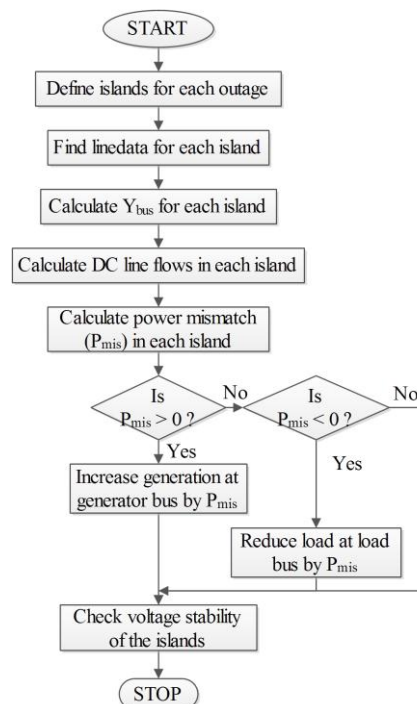 START
Define islands for each outage
Find linedata for each island
Calculate Ybus for each island
Calculate DC line flows in each island
Calculate power mismatch
(Pmis) in each island
Is
Pmis > 0 ?
No
Is
Pmis < 0 ?
No
Yes
Increase generation at
generator bus by Pmis
Yes
Reduce load at load
bus by Pmis
Check voltage stability
of the islands
STOP